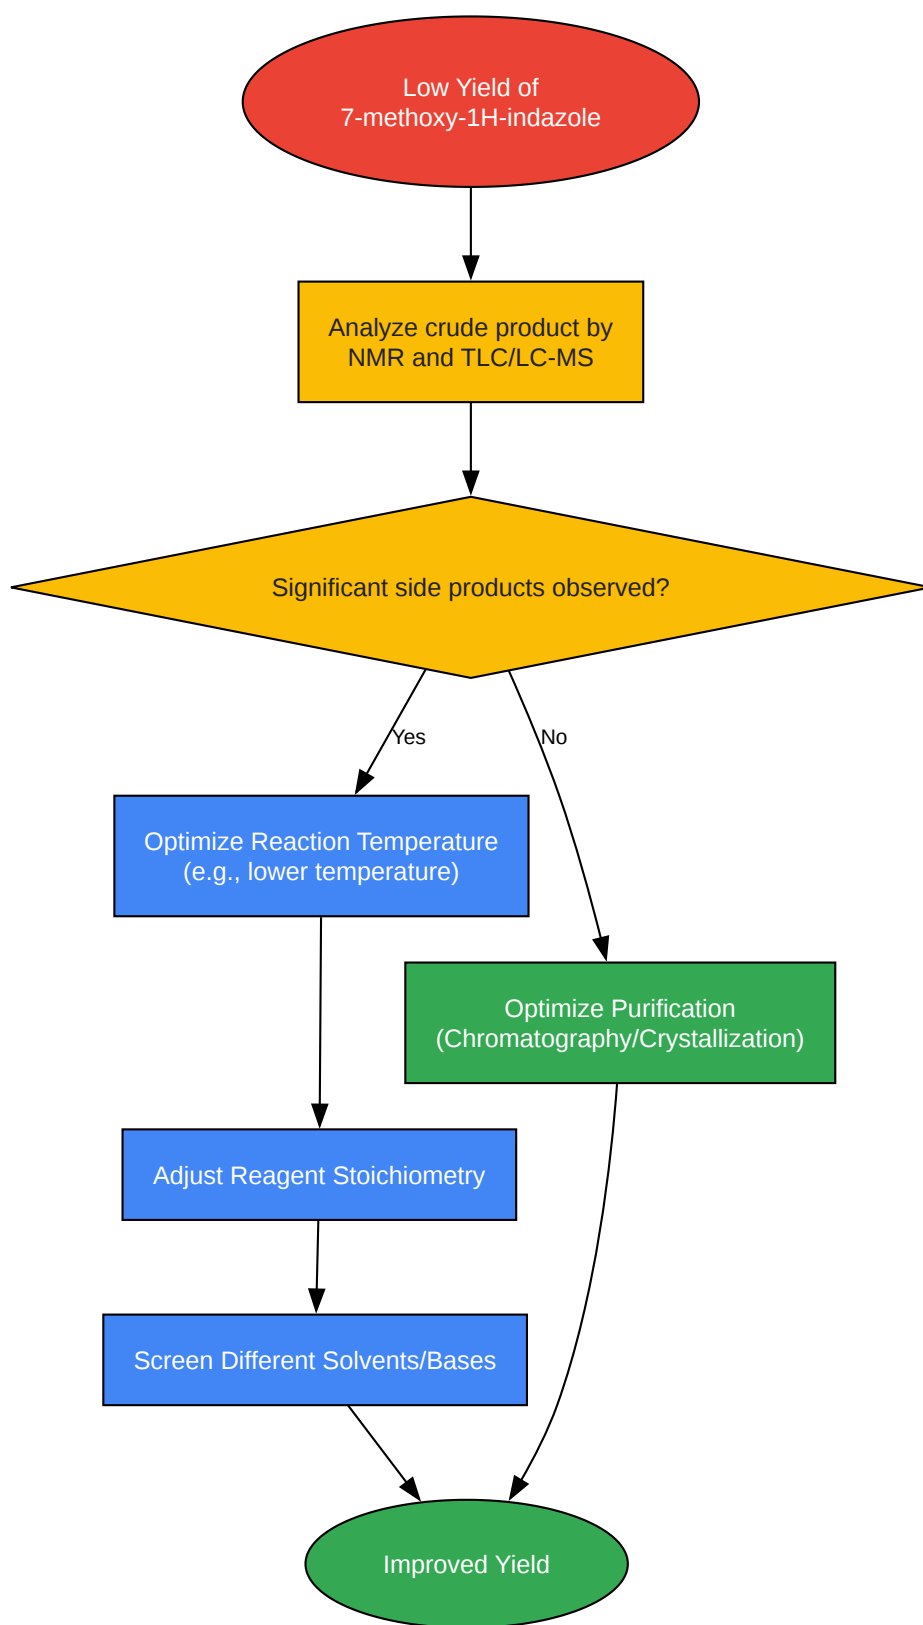 Low Yield of
7-methoxy-1H-indazole
Analyze crude product by
NMR and TLC/LC-MS
Significant side products observed?
Yes
No
Optimize Reaction Temperature
(e.g., lower temperature)
Optimize Purification
(Chromatography/Crystallization)
Adjust Reagent Stoichiometry
Screen Different Solvents/Bases
Improved Yield